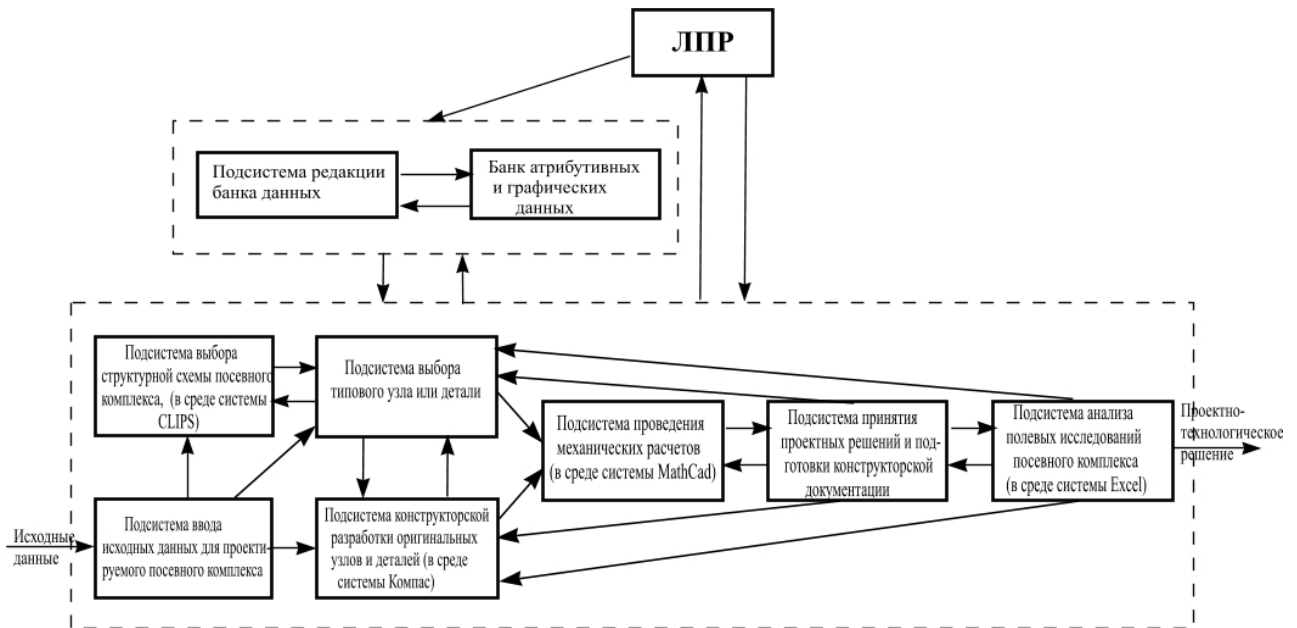 ЛПР
Подсистема редакции
банка данных
Банк атрибутивных
и графических
данных
Подсистема выбора
структурной схемы посевного
комплекса, (в среде системы
CLIPS)
Подсистема выбора
типового узла или детали
Подсистема проведения
механических расчетов
(в среде системы MathCad)
Подсистема принятия
проектных решений и под-
готовки конструкторской
документации
Подсистема анализа
полевых исследований
посевного комплекса
(в среде системы Excel)
Проектно-
технологическое
решение
Исходные
данные
Подсистема ввода
исходных данных для проекти-
руемого посевного комплекса
Подсистема конструкторской
разработки оригинальных
узлов и деталей (в среде
системы Компас)